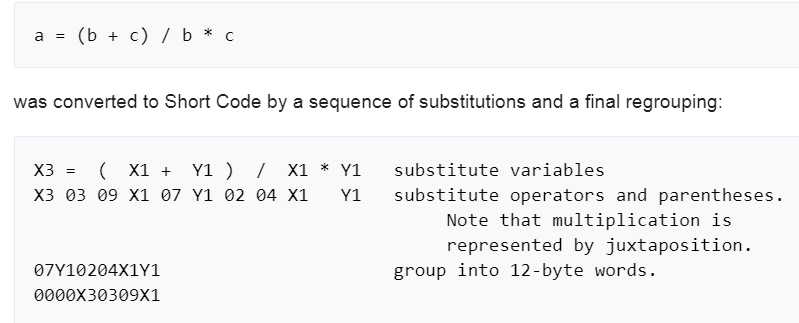 a = (b + c) / b * c
was converted to Short Code by a sequence of substitutions and a final regrouping:
X3 =  (  X1 +  Y1 )  /  X1 * Y1   substitute variables
X3 03 09 X1 07 Y1 02 04 X1   Y1   substitute operators and parentheses.
Note that multiplication is
represented by juxtaposition.
07Y10204X1Y1                      group into 12-byte words.
0000X30309X1